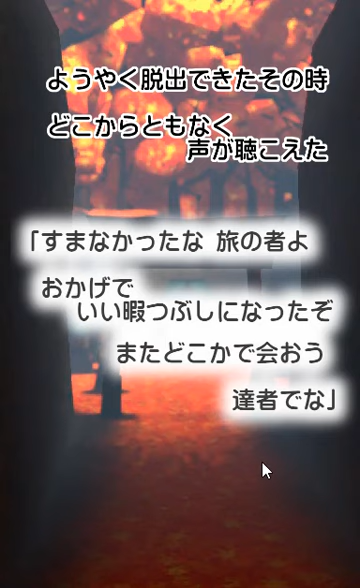 ようやく脱出できたその時
どこからともなく
声が聴こえた
「すまなかったな 旅の者よ
おかげで
いい暇つぶしになったぞ
またどこかで会おう
達者でな」